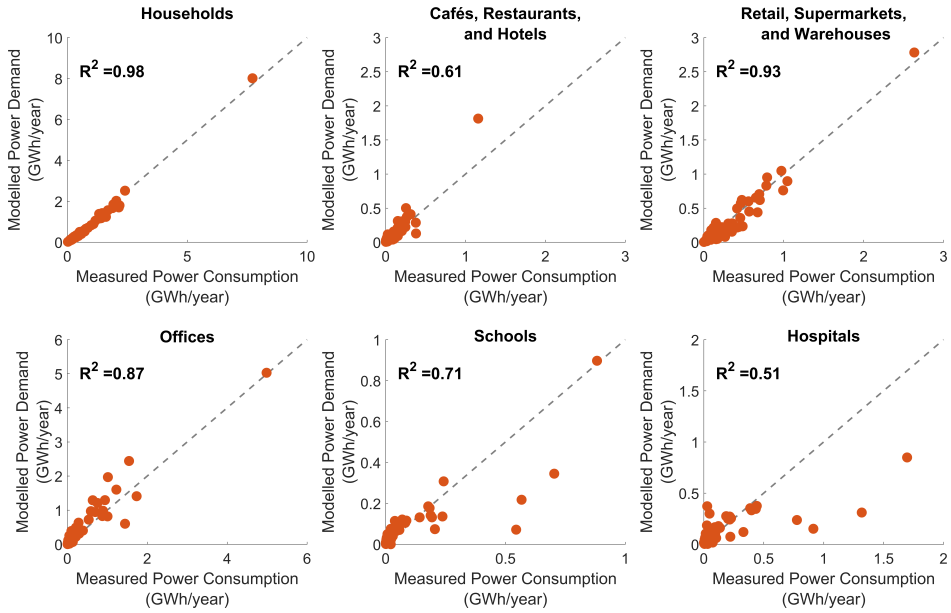 Households
R2 =0.98
Modelled Power Demand
(GWh/year)
10
8
6
4
2
0
0
5
10
Measured Power Consumption
(GWh/year)
Cafés, Restaurants,
and Hotels
R2 =0.61
Modelled Power Demand
(GWh/year)
3
2.5
2
1.5
1
0.5
0
0
1
2
3
Measured Power Consumption
(GWh/year)
Retail, Supermarkets,
and Warehouses
R2 =0.93
Modelled Power Demand
(GWh/year)
3
2.5
2
1.5
1
0.5
0
0
1
2
3
Measured Power Consumption
(GWh/year)
Offices
R2 =0.87
Modelled Power Demand
(GWh/year)
6
5
4
3
2
1
0
0
2
4
6
Measured Power Consumption
(GWh/year)
Schools
R2 =0.71
Modelled Power Demand
(GWh/year)
1
0.8
0.6
0.4
0.2
0
0
0.5
1
Measured Power Consumption
(GWh/year)
Hospitals
R2 =0.51
Modelled Power Demand
(GWh/year)
2
1.5
1
0.5
0
0
0.5
1
1.5
2
Measured Power Consumption
(GWh/year)